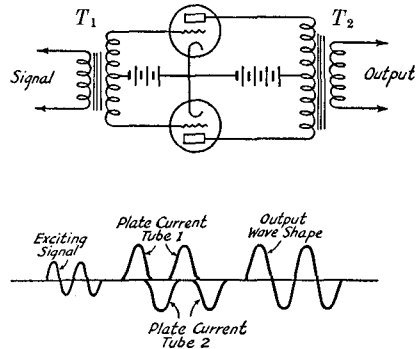 T₁
T₂
Signal
Output
Plate Current
Tube 1
Output
Wave Shape
Exciting
Signal
Plate Current
Tube 2